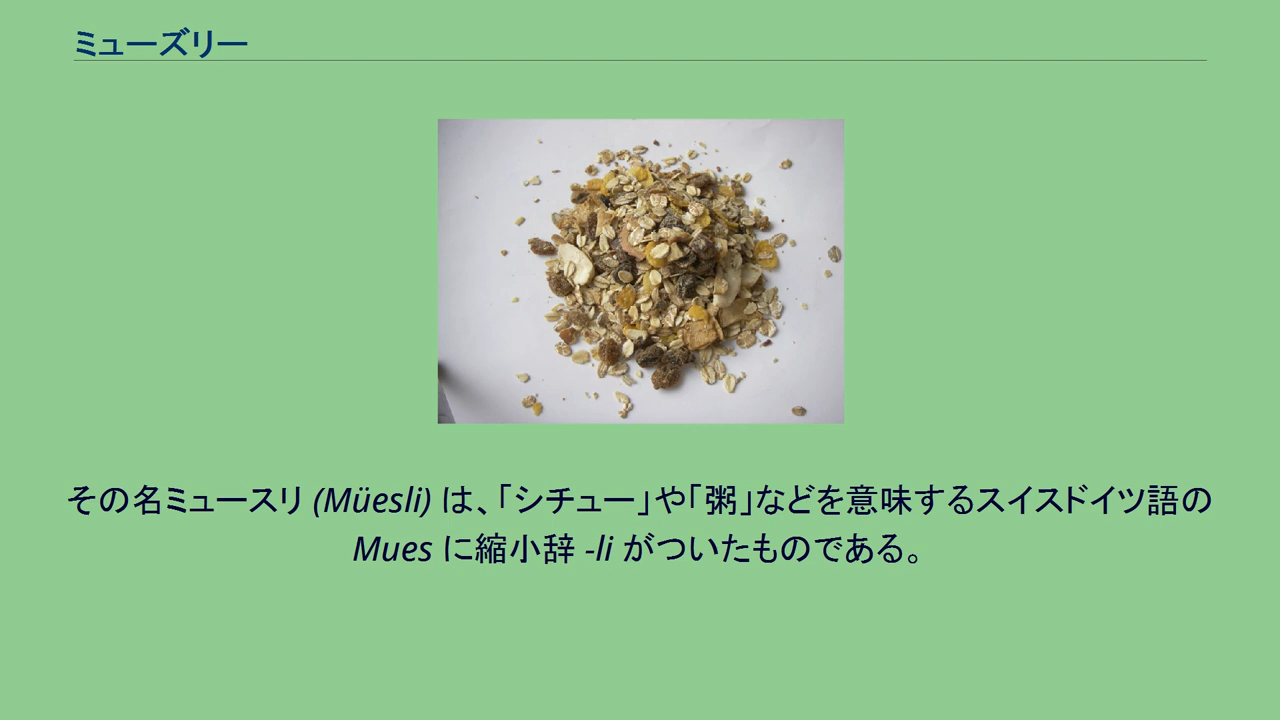 ミューズリー
その名ミュースリ (Müesli) は、「シチュー」や「粥」などを意味するスイスドイツ語の
Mues に縮小辞 -li がついたものである。